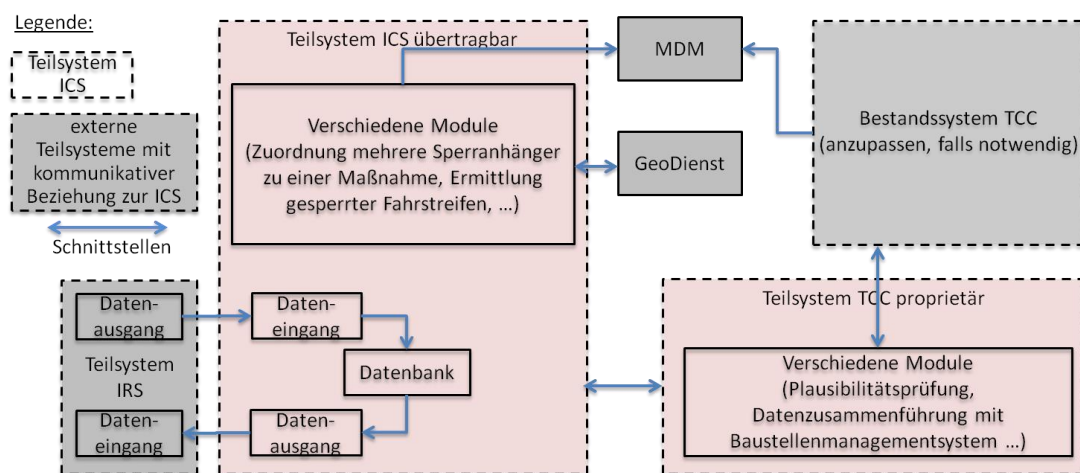 Legende:
Teilsystem
ICS
externe
Teilsysteme mit
kommunikativer
Beziehung zur ICS
Schnittstellen
Teilsystem ICS übertragbar
Verschiedene Module
(Zuordnung mehrere Sperranhänger
zu einer Maßnahme, Ermittlung
gesperrter Fahrstreifen, ...)
MDM
GeoDienst
Bestandssystem TCC
(anzupassen, falls notwendig)
Daten-
ausgang
Teilsystem
IRS
Daten-
eingang
Daten-
eingang
Datenbank
Daten-
ausgang
Teilsystem TCC proprietär
Verschiedene Module
(Plausibilitätsprüfung,
Datenzusammenführung mit
Baustellenmanagementsystem ...)